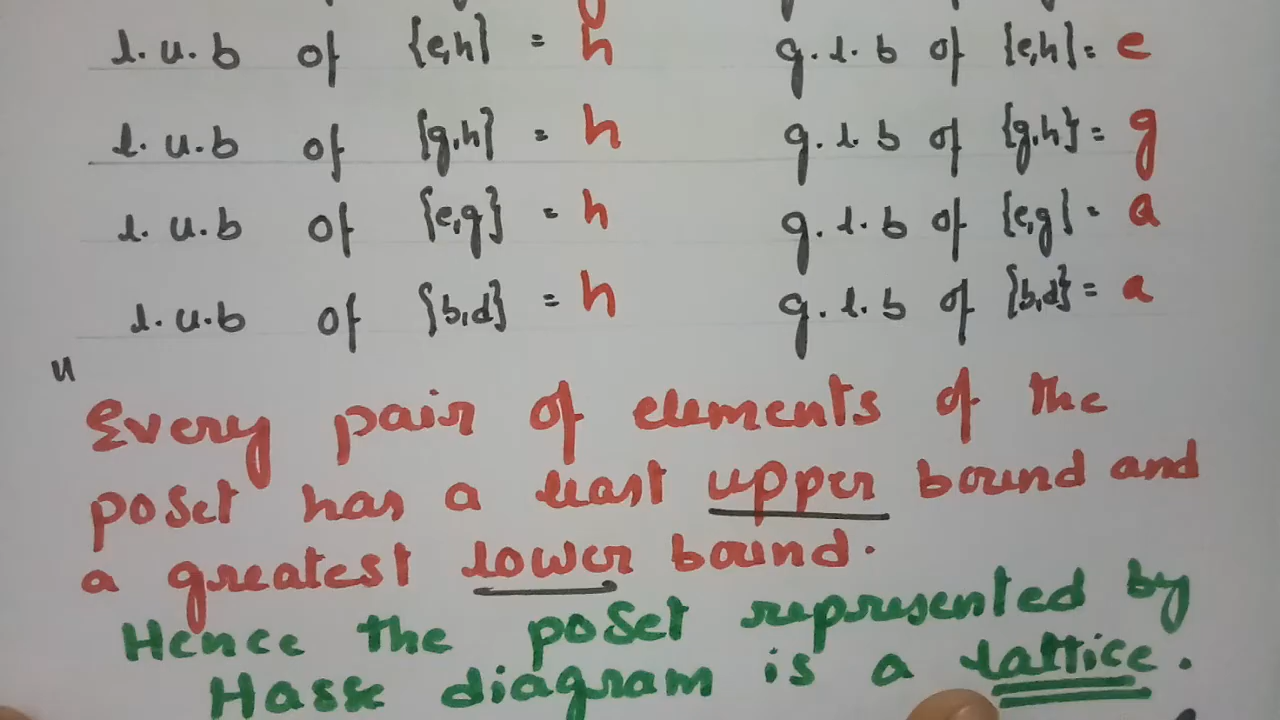 l.u.b of {e,h} = h g.l.b of {e,h} = e
l.u.b of {g,h} = h g.l.b of {g,h} = g
l.u.b of {e,g} = h g.l.b of {e,g} = a
l.u.b of {b,d} = h g.l.b of {b,d} = a
u
Every pair of elements of the
poset has a least upper bound and
a greatest lower bound.
Hence the poset represented by
Hasse diagram is a lattice.